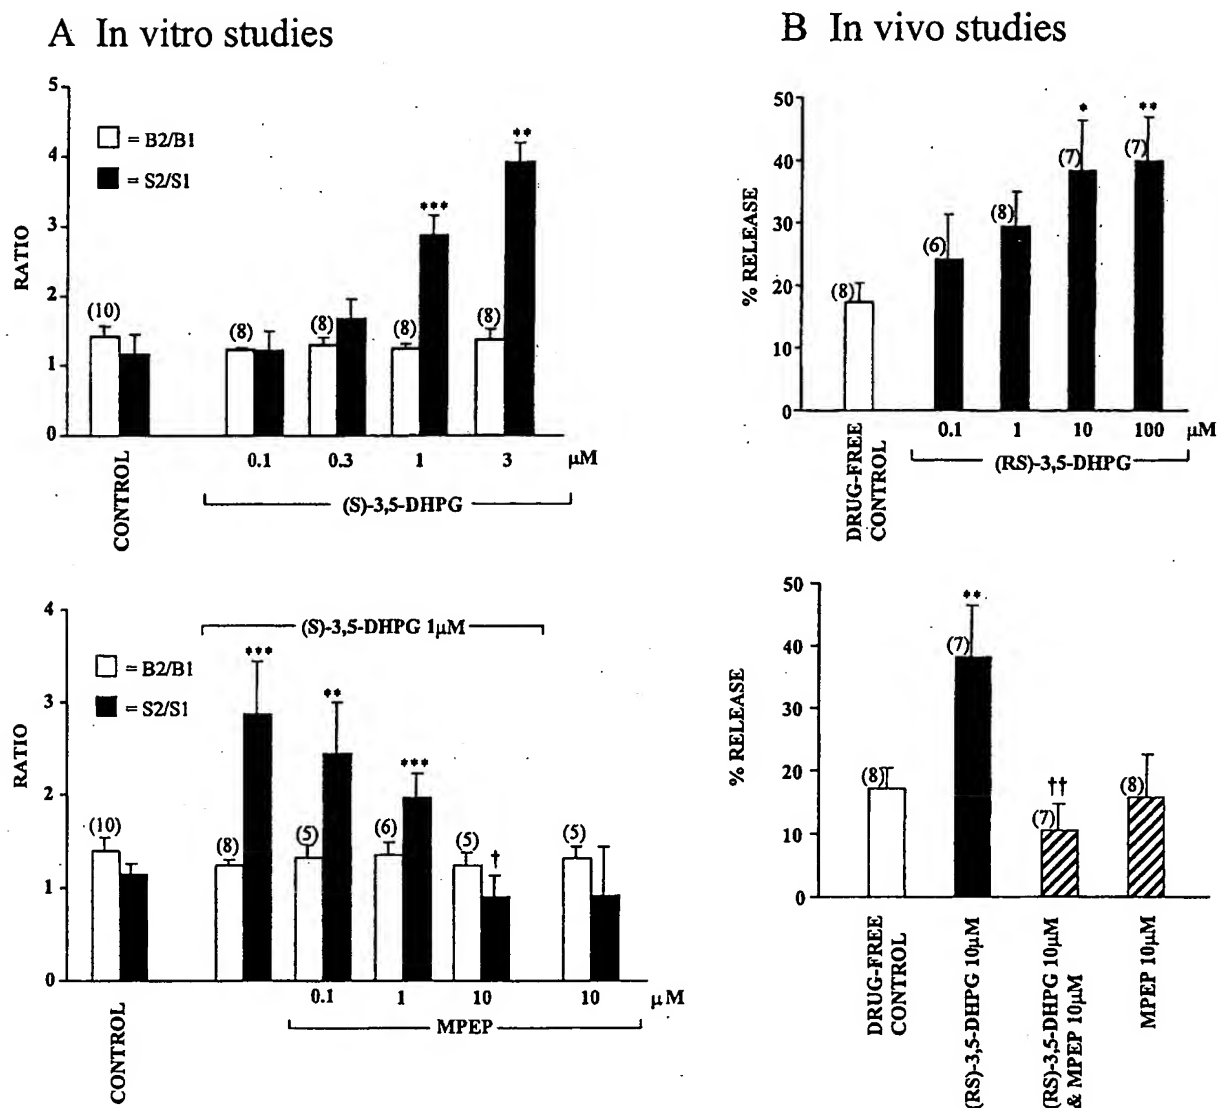 A In vitro studies
5
4
3
2
1
0
RATIO
= B2/B1
= S2/S1
(10)
(8)
(8)
(8)
(8)
***
**
CONTROL
0.1
0.3
1
3
μM
(S)-3,5-DHPG
4
3
2
1
0
RATIO
(S)-3,5-DHPG 1μM
= B2/B1
= S2/S1
(10)
(8)
(5)
(6)
(5)
(5)
***
**
***
†
CONTROL
0.1
1
10
10
μM
MPEP
B In vivo studies
50
40
30
20
10
0
% RELEASE
(8)
(6)
(8)
(7)
(7)
*
**
DRUG-FREE
CONTROL
0.1
1
10
100
μM
(RS)-3,5-DHPG
50
40
30
20
10
0
% RELEASE
(8)
(7)
(7)
(8)
**
††
DRUG-FREE
CONTROL
(RS)-3,5-DHPG 10μM
(RS)-3,5-DHPG 10μM
& MPEP 10μM
MPEP 10μM